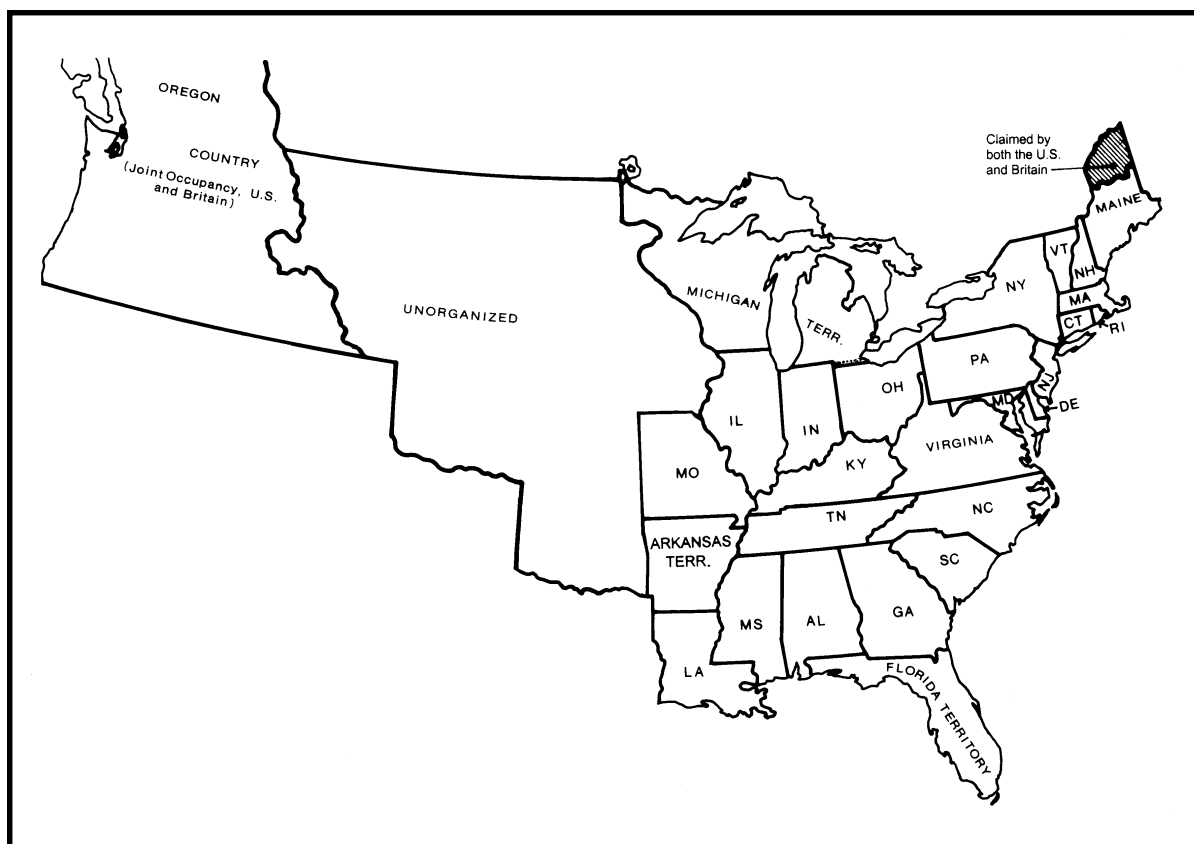 OREGON
COUNTRY
(Joint Occupancy, U.S.
and Britain)
UNORGANIZED
Claimed by
both the U.S.
and Britain
MAINE
VT
NH
NY
MA
CT
RI
MICHIGAN
TERR.
PA
NJ
OH
MD
DE
IL
IN
VIRGINIA
MO
KY
NC
TN
ARKANSAS
TERR.
SC
GA
MS
AL
LA
FLORIDA TERRITORY